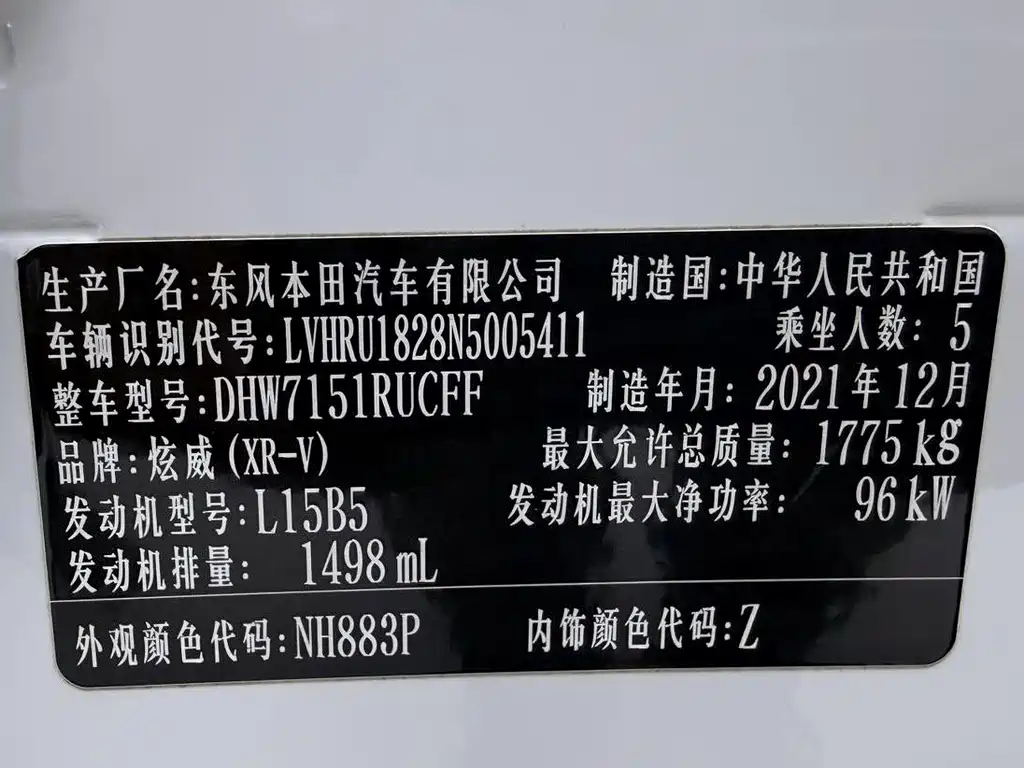 生产厂名:东风本田汽车有限公司 制造国:中华人民共和国
车辆识别代号:LVHRU1828N5005411 乘坐人数: 5
整车型号:DHW7151RUCFF 制造年月: 2021年12月
品牌:炫威(XR-V) 最大允许总质量: 1775kg
发动机型号:L15B5 发动机最大净功率: 96kW
发动机排量: 1498mL
外观颜色代码:NH883P 内饰颜色代码:Z